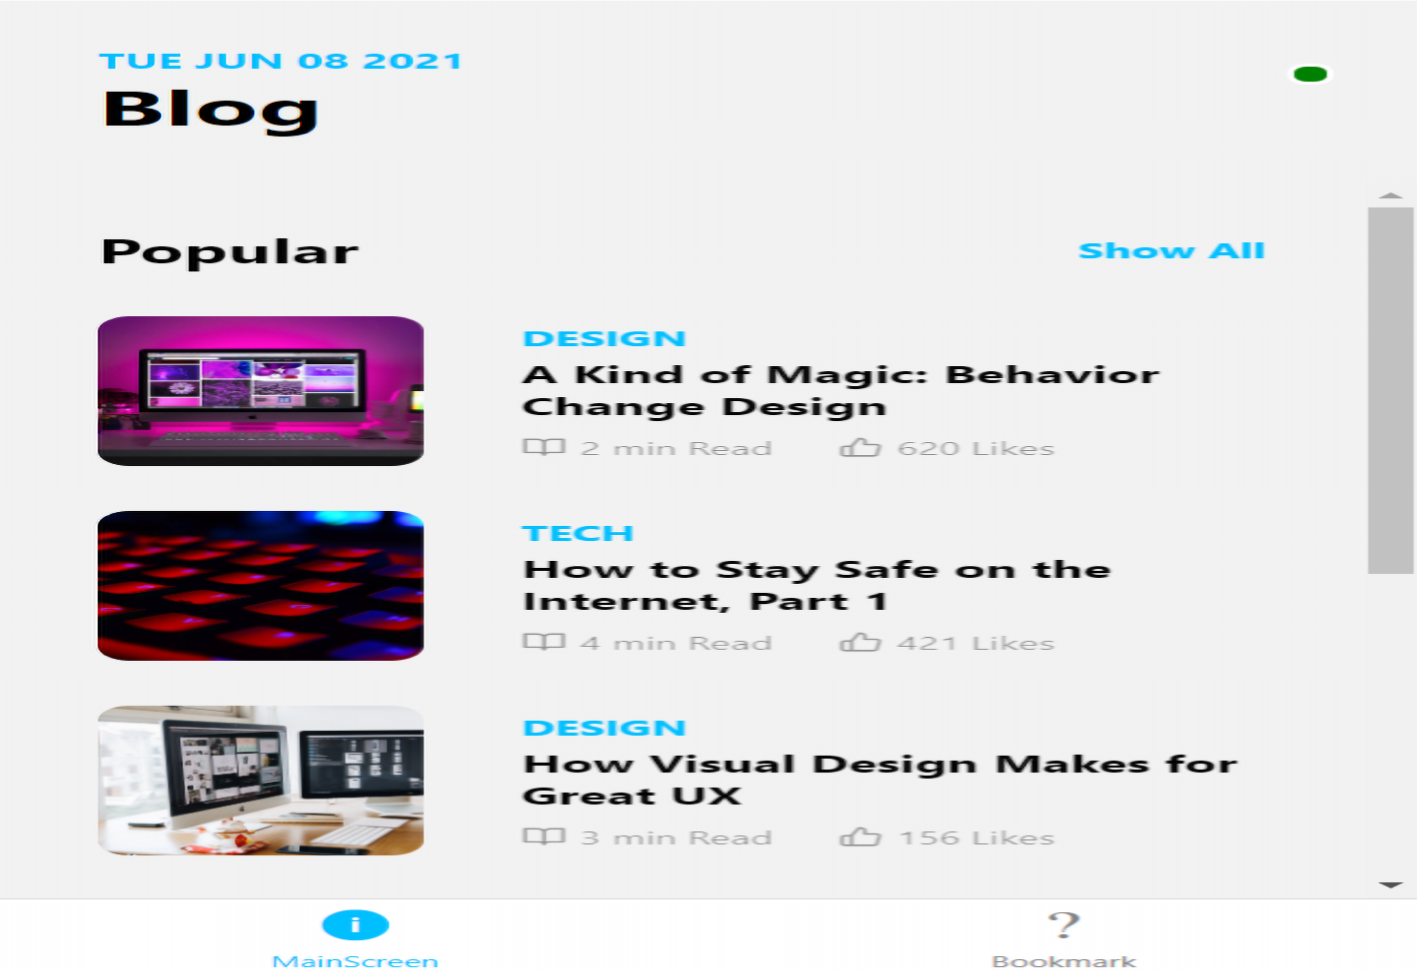 TUE JUN 08 2021
Blog
Popular
Show All
DESIGN
A Kind of Magic: Behavior
Change Design
2 min Read
620 Likes
TECH
How to Stay Safe on the
Internet, Part 1
4 min Read
421 Likes
DESIGN
How Visual Design Makes for
Great UX
3 min Read
156 Likes
i
MainScreen
?
Bookmark